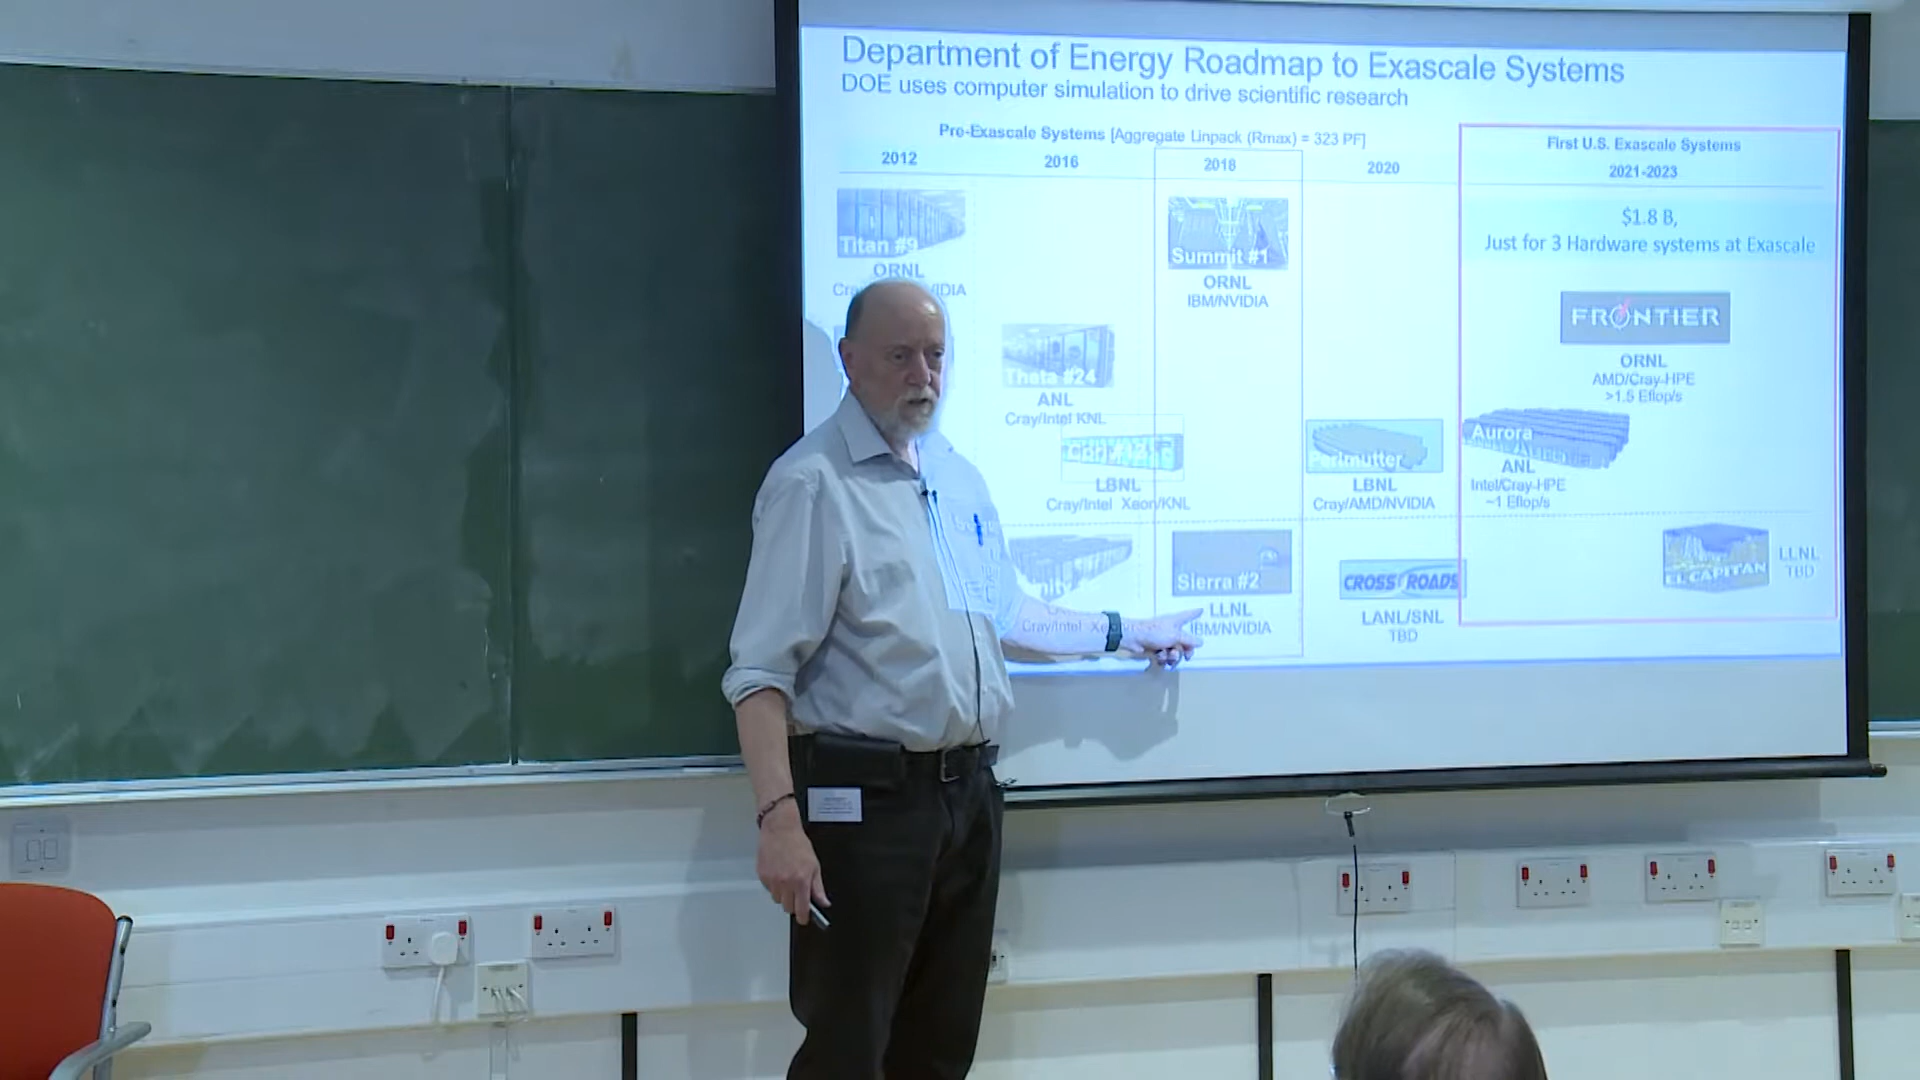 Department of Energy Roadmap to Exascale Systems
DOE uses computer simulation to drive scientific research
Pre-Exascale Systems [Aggregate Linpack (Rmax) = 323 PF]
2012
2016
2018
2020
First U.S. Exascale Systems
2021-2023
$1.8 B,
Just for 3 Hardware systems at Exascale
Titan #9
ORNL
Summit #1
ORNL
IBM/NVIDIA
FRONTIER
ORNL
AMD/Cray-HPE
>1.5 Eflop/s
Theta #24
ANL
Cray/Intel KNL
LBNL
Cray/Intel Xeon/KNL
Perlmutter
LBNL
Cray/AMD/NVIDIA
Aurora
ANL
Intel/Cray-HPE
~1 Eflop/s
Cray/Intel
Sierra #2
LLNL
IBM/NVIDIA
CROSSROADS
LANL/SNL
TBD
EL CAPITAN
LLNL
TBD